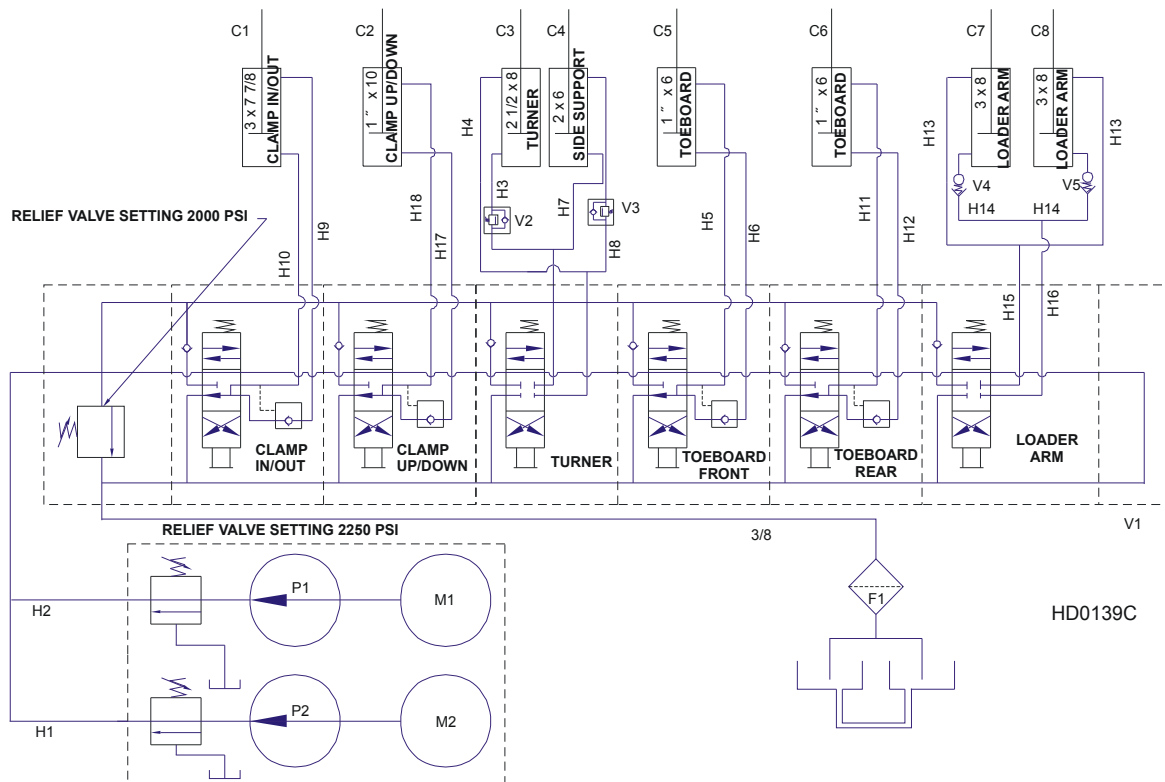 C1
C2
C3
C4
C5
C6
C7
C8
3 x 7 7/8
CLAMP IN/OUT
1 ˝ x 10
CLAMP UP/DOWN
2 1/2 x 8
TURNER
2 x 6
SIDE SUPPORT
1 ˝ x 6
TOEBOARD
1 ˝ x 6
TOEBOARD
3 x 8
LOADER ARM
3 x 8
LOADER ARM
H4
H13
H13
H3
V2
H7
V3
H8
V4
V5
H14
H14
RELIEF VALVE SETTING 2000 PSI
H10
H9
H18
H17
H5
H6
H11
H12
H15
H16
CLAMP
IN/OUT
CLAMP
UP/DOWN
TURNER
TOEBOARD
FRONT
TOEBOARD
REAR
LOADER
ARM
V1
RELIEF VALVE SETTING 2250 PSI
3/8
P1
M1
H2
F1
HD0139C
P2
M2
H1